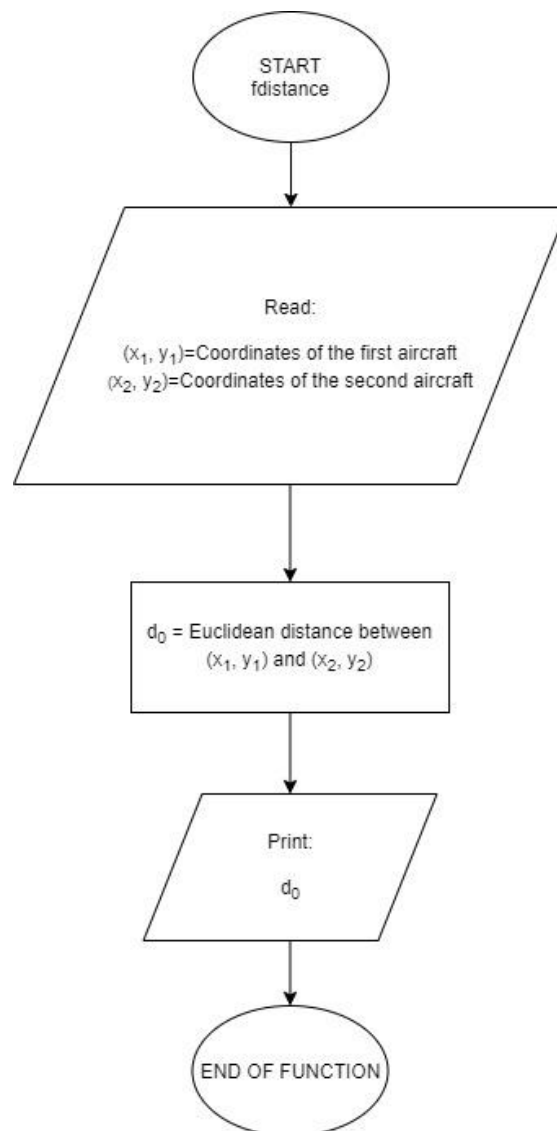 START
fdistance
Read:
(x₁, y₁)=Coordinates of the first aircraft
(x₂, y₂)=Coordinates of the second aircraft
d₀ = Euclidean distance between
(x₁, y₁) and (x₂, y₂)
Print:
d₀
END OF FUNCTION